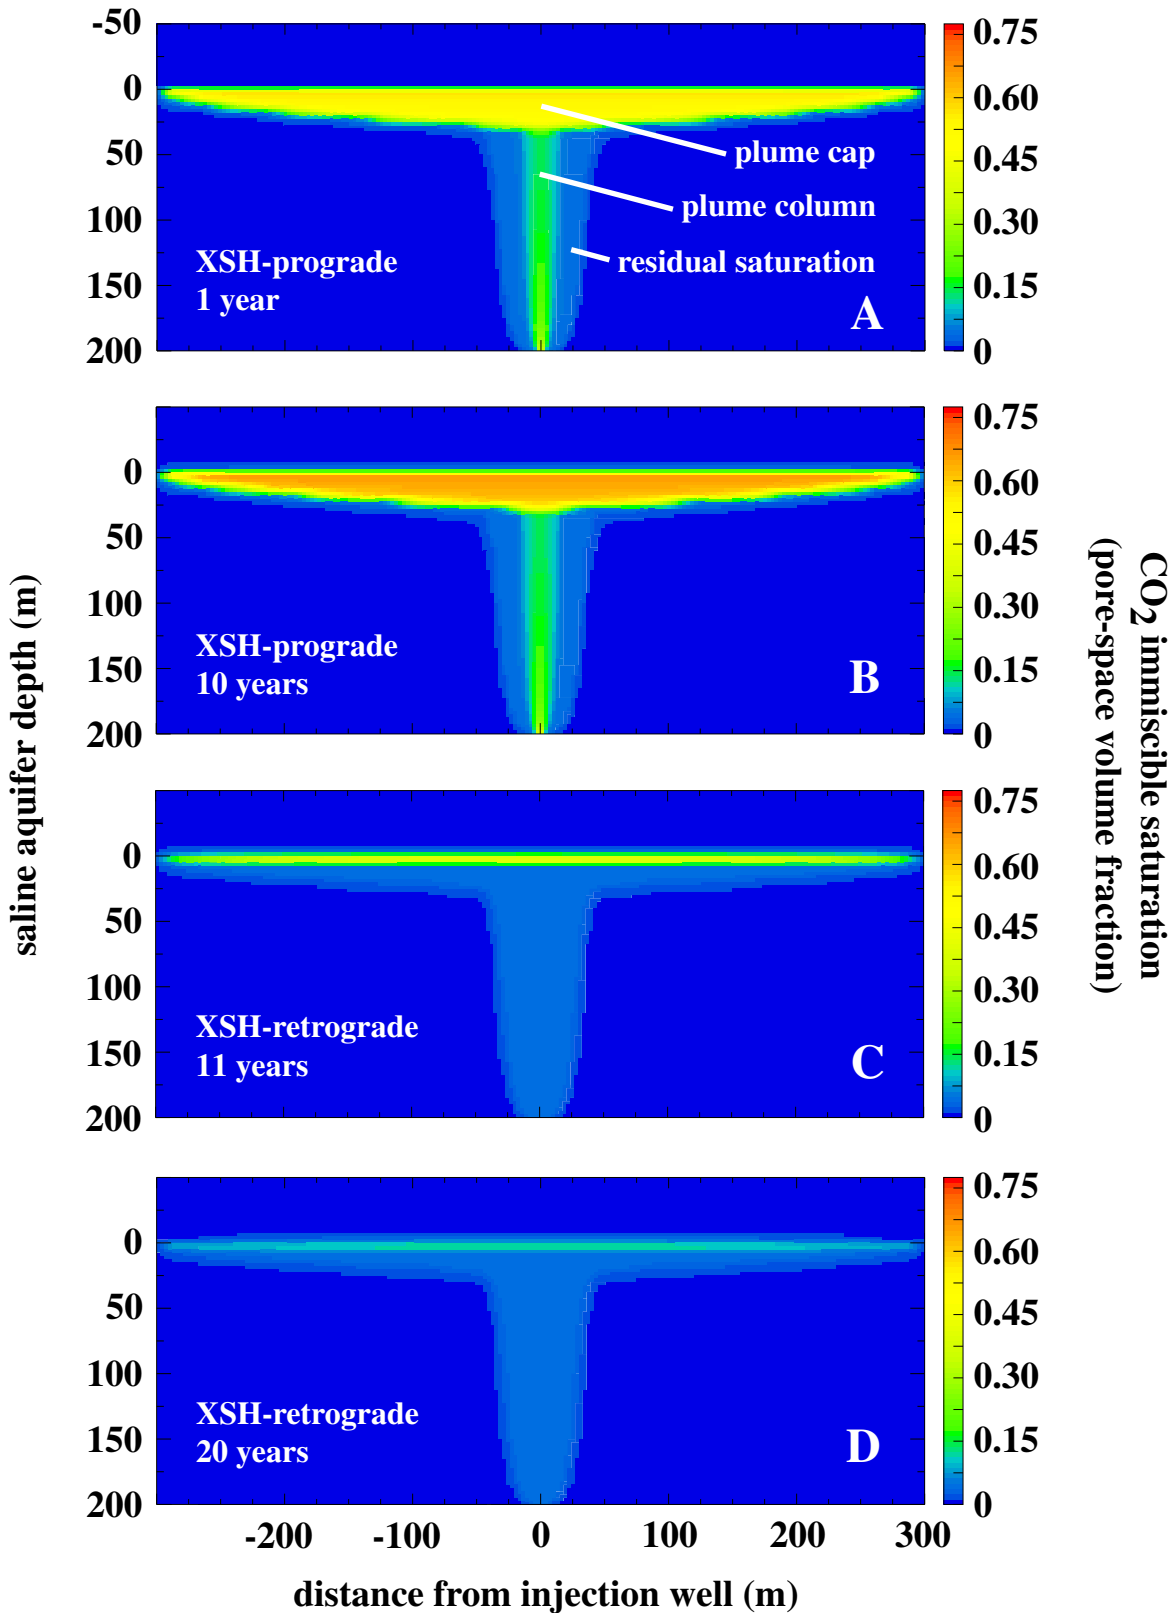 -50
0
50
100
150
200
plume cap
plume column
residual saturation
XSH-prograde
1 year
A
0.75
0.60
0.45
0.30
0.15
0
0
50
100
150
200
XSH-prograde
10 years
B
0.75
0.60
0.45
0.30
0.15
0
0
50
100
150
200
XSH-retrograde
11 years
C
0.75
0.60
0.45
0.30
0.15
0
0
50
100
150
200
XSH-retrograde
20 years
D
0.75
0.60
0.45
0.30
0.15
0
-200 -100 0 100 200 300
distance from injection well (m)
saline aquifer depth (m)
CO2 immiscible saturation
(pore-space volume fraction)